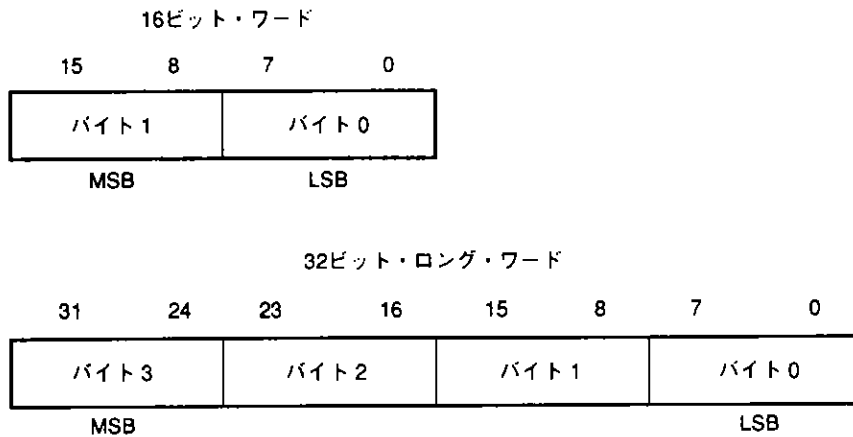 16ビット・ワード
15 8 7 0
バイト1 バイト0
MSB LSB
32ビット・ロング・ワード
31 24 23 16 15 8 7 0
バイト3 バイト2 バイト1 バイト0
MSB LSB